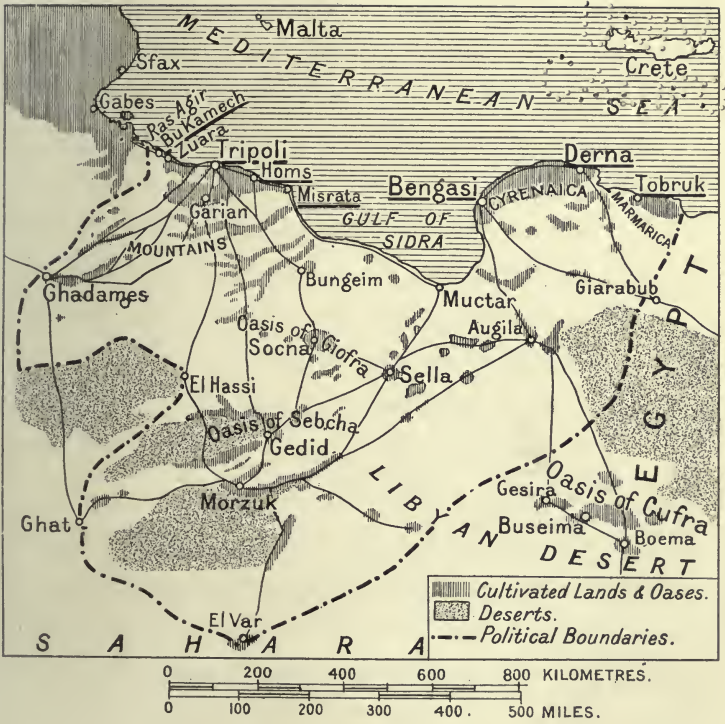 Malta
MEDITERRANEAN SEA
Crete
Sfax
Gabes
Ras Agir
Bu Kamech
Zuara
Tripoli
Homs
Misrata
Derna
Bengasi
CYRENAICA
Tobruk
MARMARICA
Garian
MOUNTAINS
GULF OF
SIDRA
Ghadames
Bungeim
Muctar
Giarabub
EGYPT
Oasis of Giofra
Socna
Augila
Sella
El Hassi
Oasis of Sebcha
Gedid
Morzuk
Ghat
LIBYAN DESERT
Gesira
Oasis of Cufra
Buseima
Boema
El Var
SAHARA
Cultivated Lands & Oases.
Deserts.
Political Boundaries.
0 200 400 600 800 KILOMETRES.
0 100 200 300 400. 500 MILES.